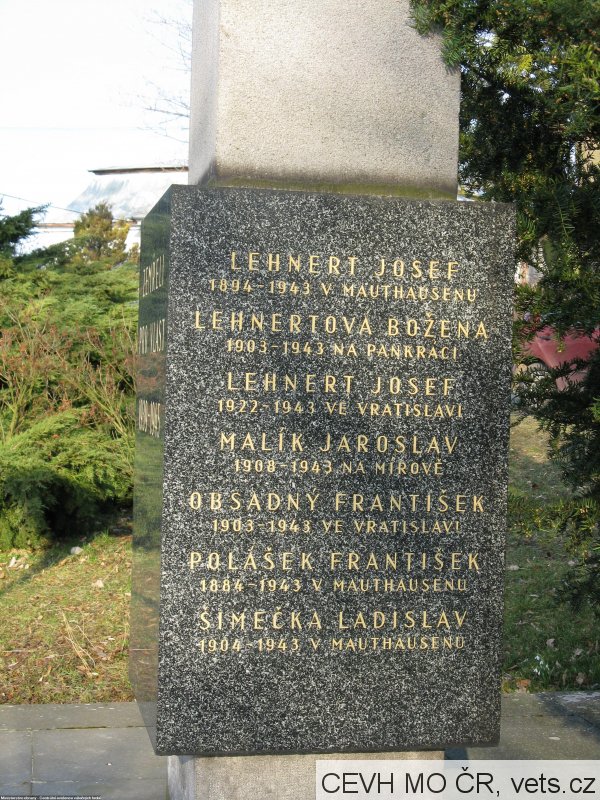 LEHNERT JOSEF
1894-1943 V MAUTHAUSENU
LEHNERTOVÁ BOŽENA
1903-1943 NA PANKRÁCI
LEHNERT JOSEF
1922-1943 VE VRATISLAVI
MALÍK JAROSLAV
1908-1943 NA MÍROVĚ
OBSADNÝ FRANTIŠEK
1903-1943 VE VRATISLAVI
POLÁŠEK FRANTIŠEK
1884-1943 V MAUTHAUSENU
ŠIMEČKA LADISLAV
1904-1943 V MAUTHAUSENU
ZEMŘELI
CEVH MO ČR, vets.cz